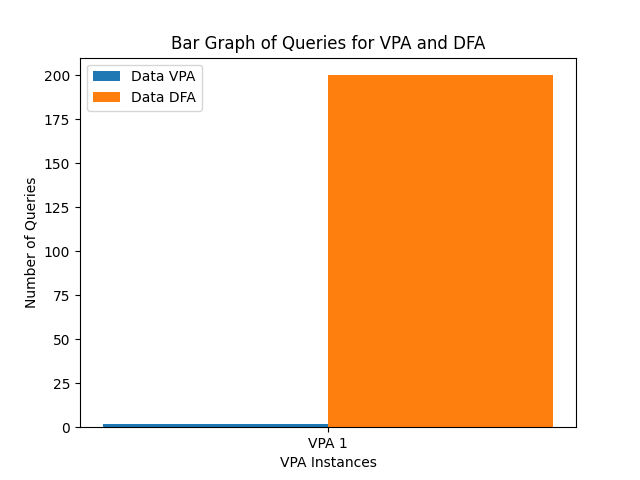 Bar Graph of Queries for VPA and DFA
Data VPA
Data DFA
Number of Queries
200
175
150
125
100
75
50
25
0
VPA 1
VPA Instances